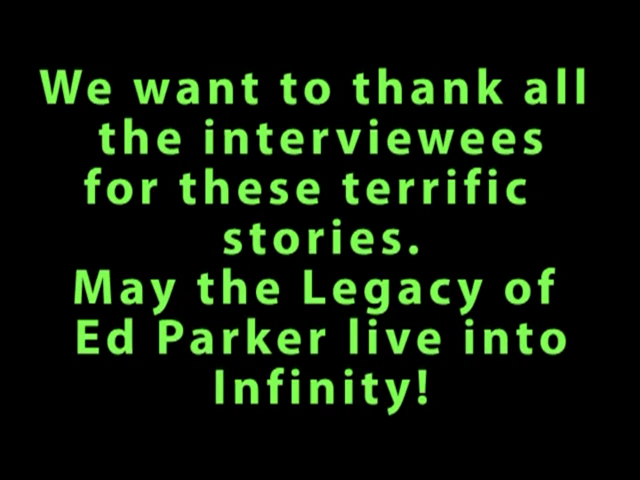 We want to thank all
the interviewees
for these terrific
stories.
May the Legacy of
Ed Parker live into
Infinity!